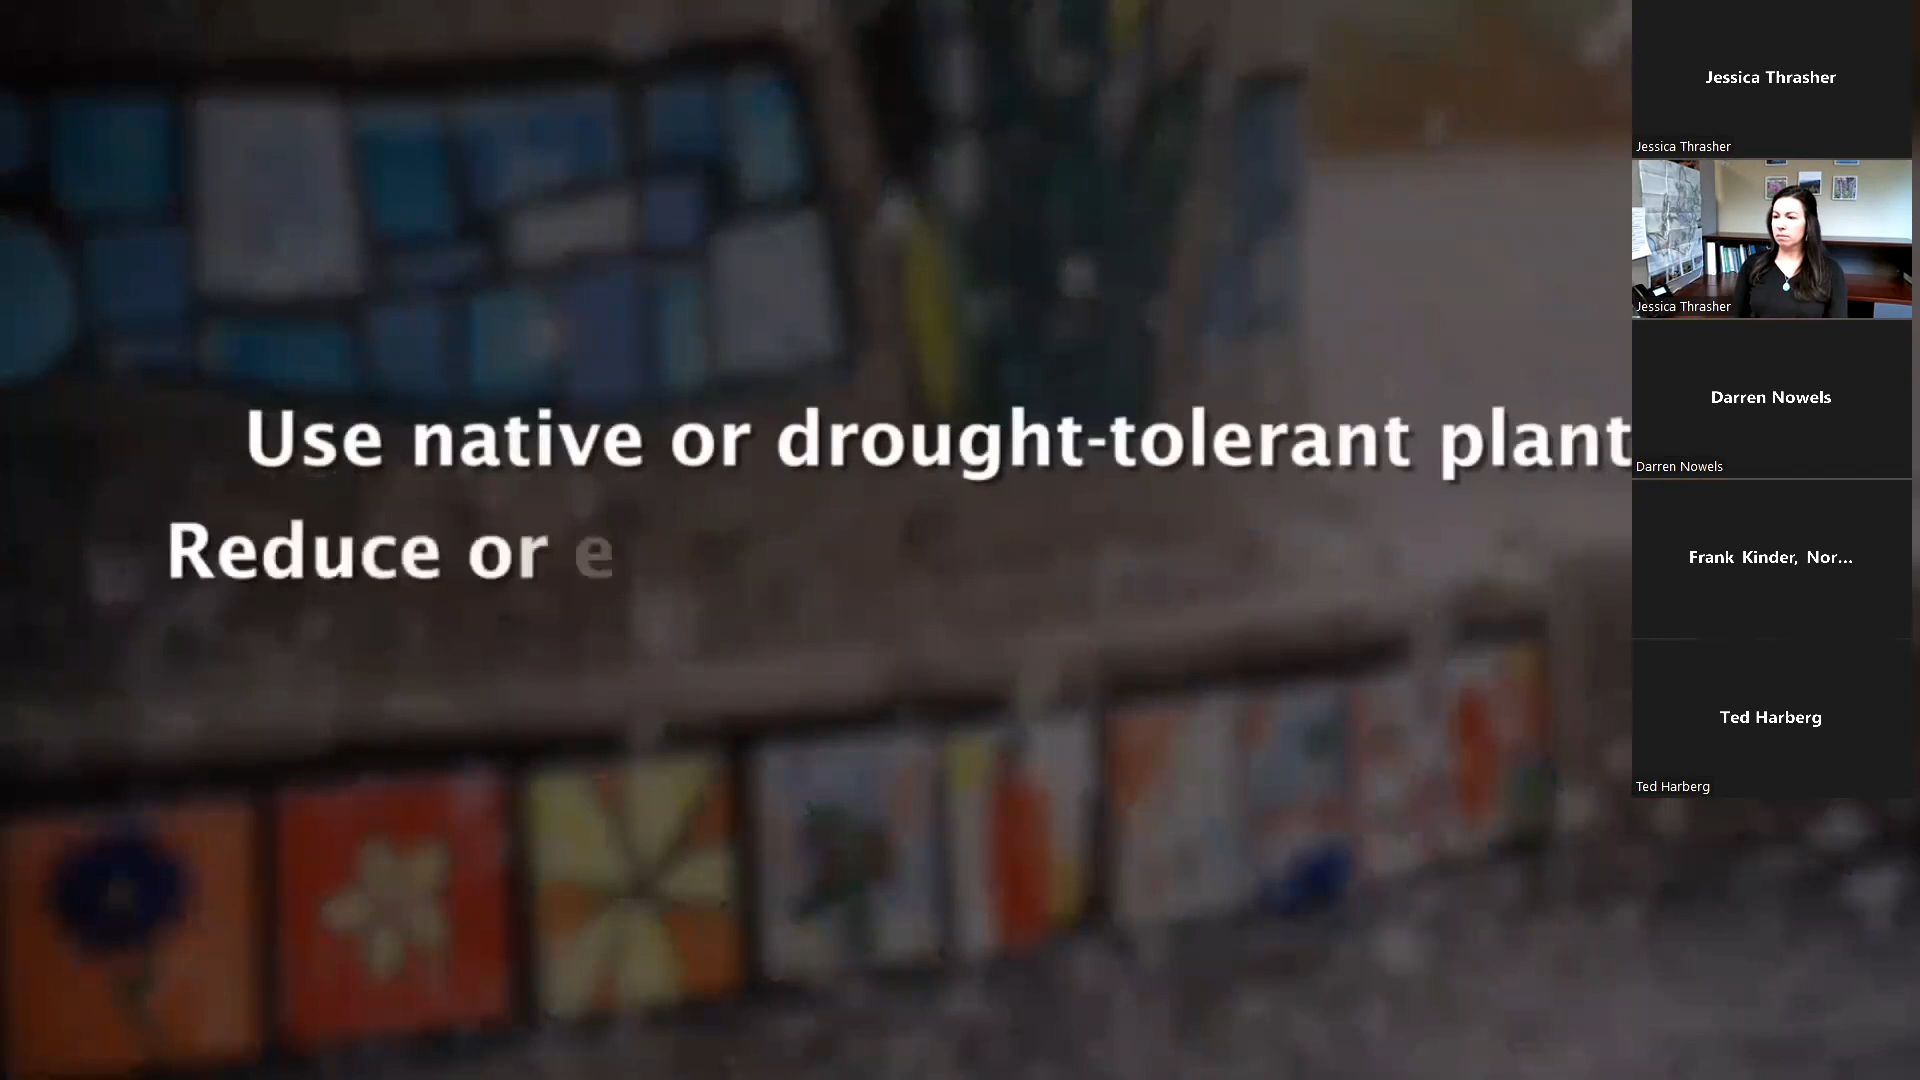 Use native or drought-tolerant plant
Reduce or e
Jessica Thrasher
Jessica Thrasher
Jessica Thrasher
Darren Nowels
Darren Nowels
Frank Kinder, Nor...
Ted Harberg
Ted Harberg